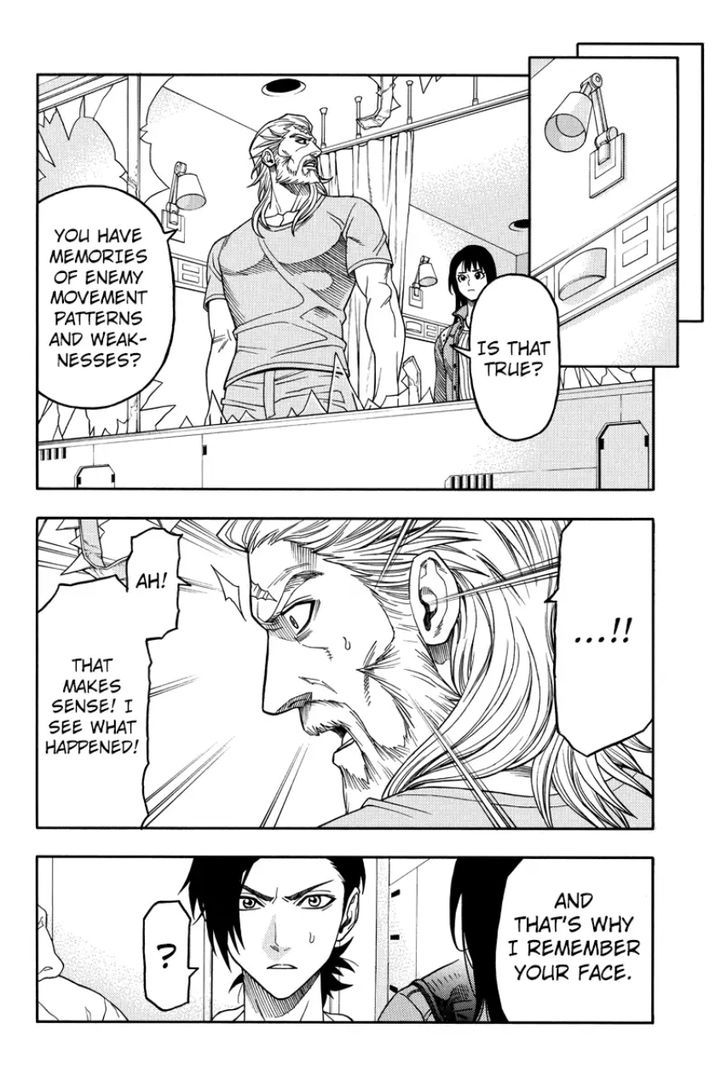 IS THAT
TRUE?
YOU HAVE
MEMORIES
OF ENEMY
MOVEMENT
PATTERNS
AND WEAK-
NESSES?
...!!
AH!
THAT
MAKES
SENSE! I
SEE WHAT
HAPPENED!
AND
THAT'S WHY
I REMEMBER
YOUR FACE.
?